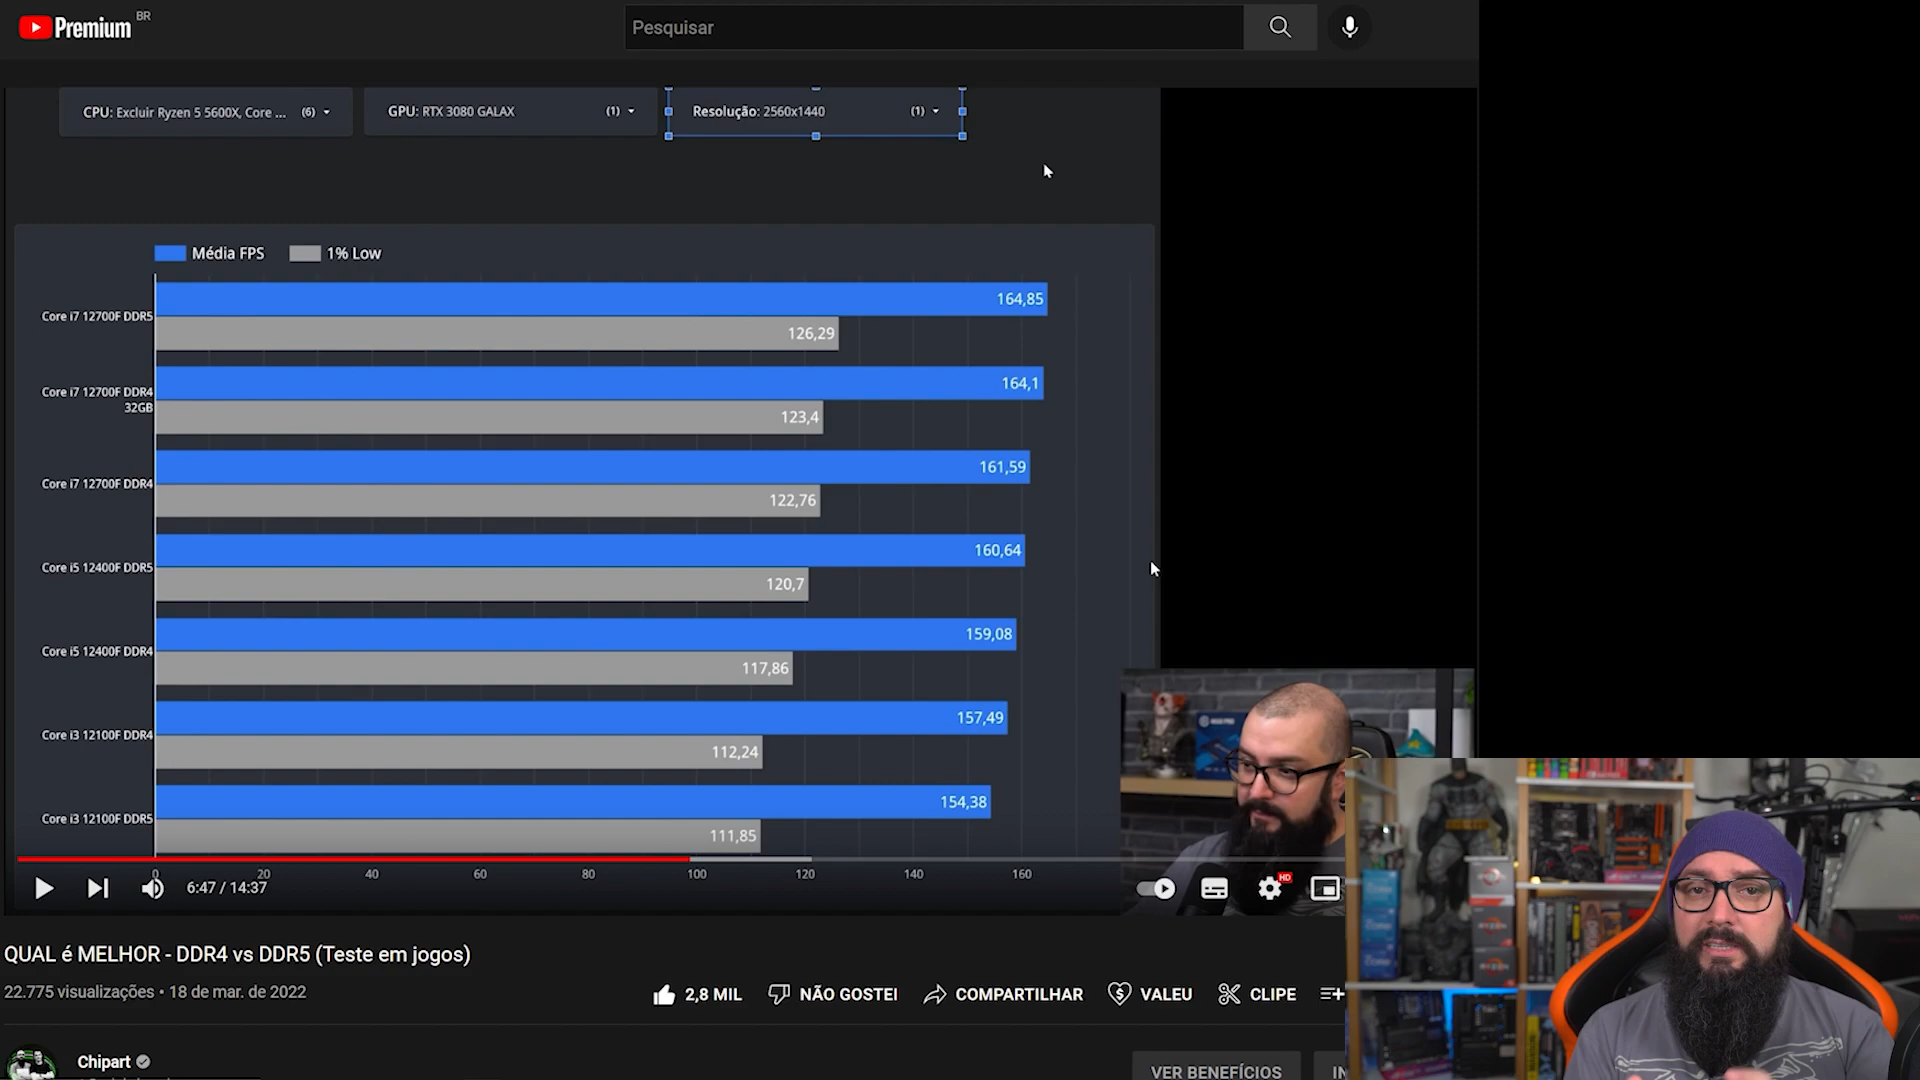 Premium BR
Pesquisar
CPU: Excluir Ryzen 5 5600X, Core ... (6)
GPU: RTX 3080 GALAX (1)
Resolução: 2560x1440 (1)
Média FPS
1% Low
Core i7 12700F DDR5
164,85
126,29
Core i7 12700F DDR4
32GB
164,1
123,4
Core i7 12700F DDR4
161,59
122,76
Core i5 12400F DDR5
160,64
120,7
Core i5 12400F DDR4
159,08
117,86
Core i3 12100F DDR4
157,49
112,24
Core i3 12100F DDR5
154,38
111,85
0 20 40 60 80 100 120 140 160
6:47 / 14:37
HD
QUAL é MELHOR - DDR4 vs DDR5 (Teste em jogos)
22.775 visualizações • 18 de mar. de 2022
2,8 MIL
NÃO GOSTEI
COMPARTILHAR
VALEU
CLIPE
Chipart
VER BENEFÍCIOS